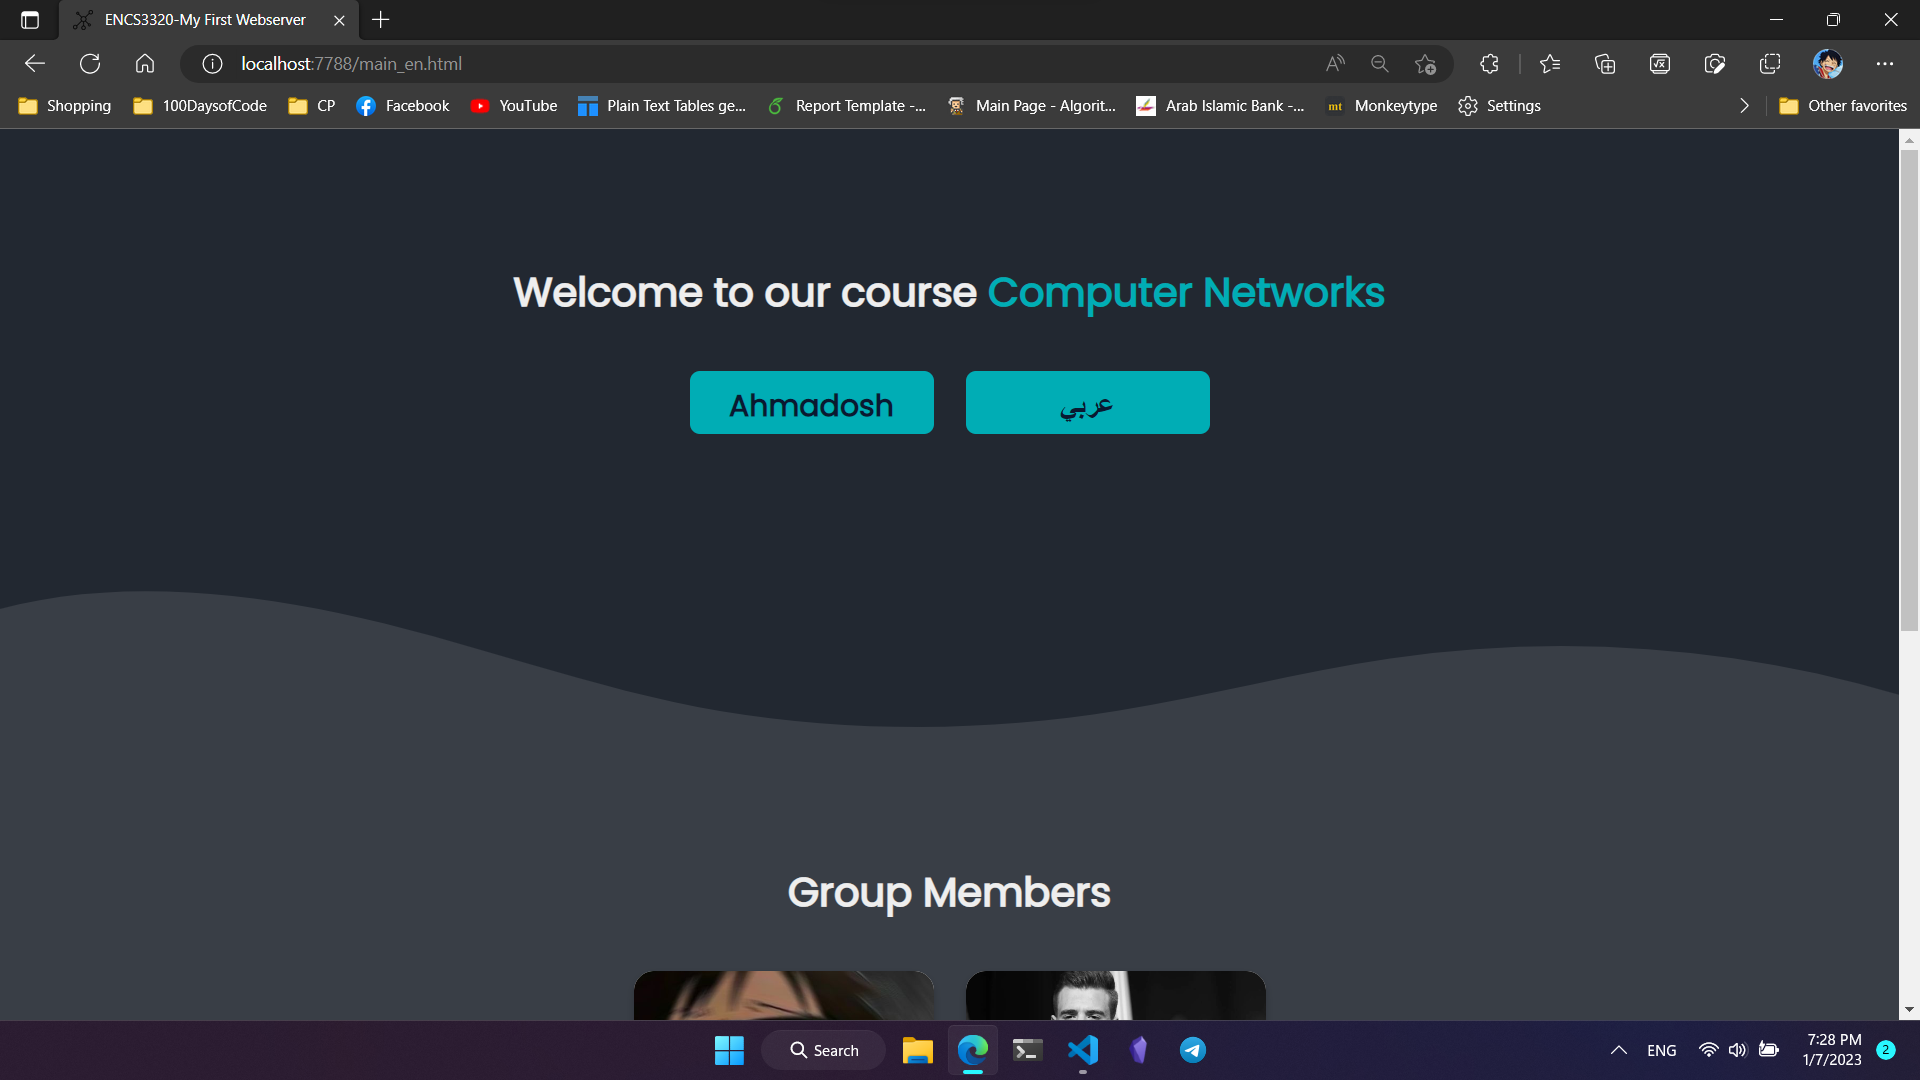 ENCS3320-My First Webserver
localhost:7788/main_en.html
Shopping 100DaysofCode CP Facebook YouTube Plain Text Tables ge... Report Template -... Main Page - Algorit... Arab Islamic Bank -... mt Monkeytype Settings Other favorites
Welcome to our course Computer Networks
Ahmadosh عربي
Group Members
Search
ENG
7:28 PM
1/7/2023
2